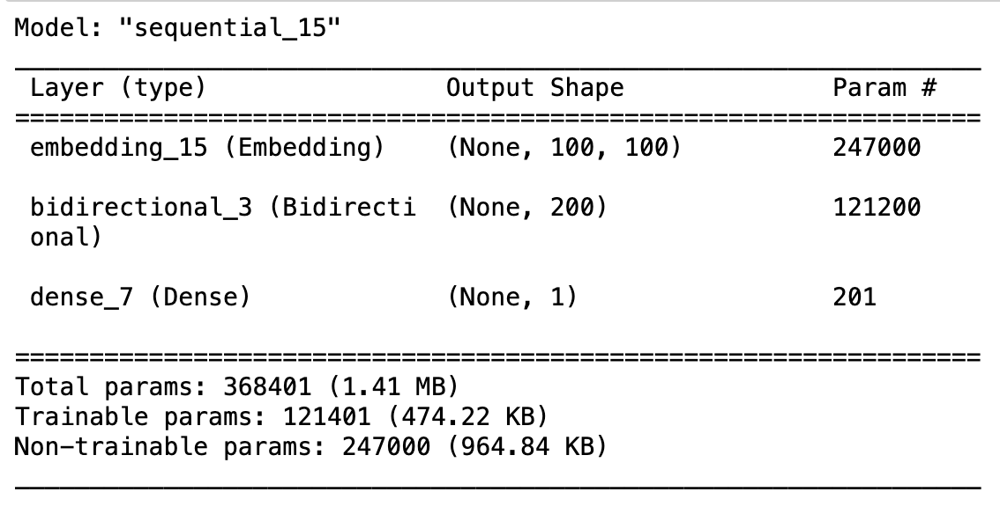 Model: "sequential_15"
_________________________________________________________________
Layer (type) Output Shape Param #
=================================================================
embedding_15 (Embedding) (None, 100, 100) 247000
bidirectional_3 (Bidirecti (None, 200) 121200
onal)
dense_7 (Dense) (None, 1) 201
=================================================================
Total params: 368401 (1.41 MB)
Trainable params: 121401 (474.22 KB)
Non-trainable params: 247000 (964.84 KB)
_________________________________________________________________